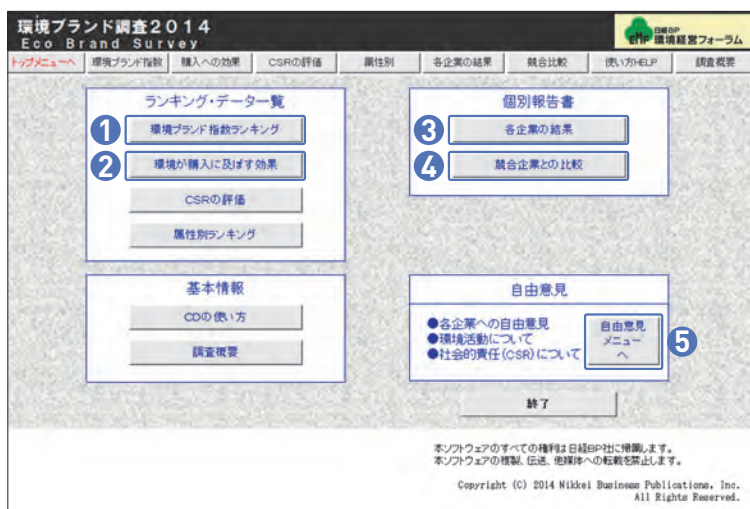 環境ブランド調査2014
Eco Brand Survey
EMF 日経BP 環境経営フォーラム
トップメニューへ 環境ブランド指数 購入への効果 CSRの評価 属性別 各企業の結果 競合比較 使い方HELP 調査概要
ランキング・データ一覧
1 環境ブランド指数ランキング
2 環境が購入に及ぼす効果
CSRの評価
属性別ランキング
個別報告書
3 各企業の結果
4 競合企業との比較
基本情報
CDの使い方
調査概要
自由意見
●各企業への自由意見
●環境活動について
●社会的責任(CSR)について
自由意見
メニュー
へ
5
終了
本ソフトウェアのすべての権利は日経BP社に帰属します。
本ソフトウェアの複製、伝送、他媒体への転載を禁止します。
Copyright (C) 2014 Nikkei Business Publications, Inc.
All Rights Reserved.